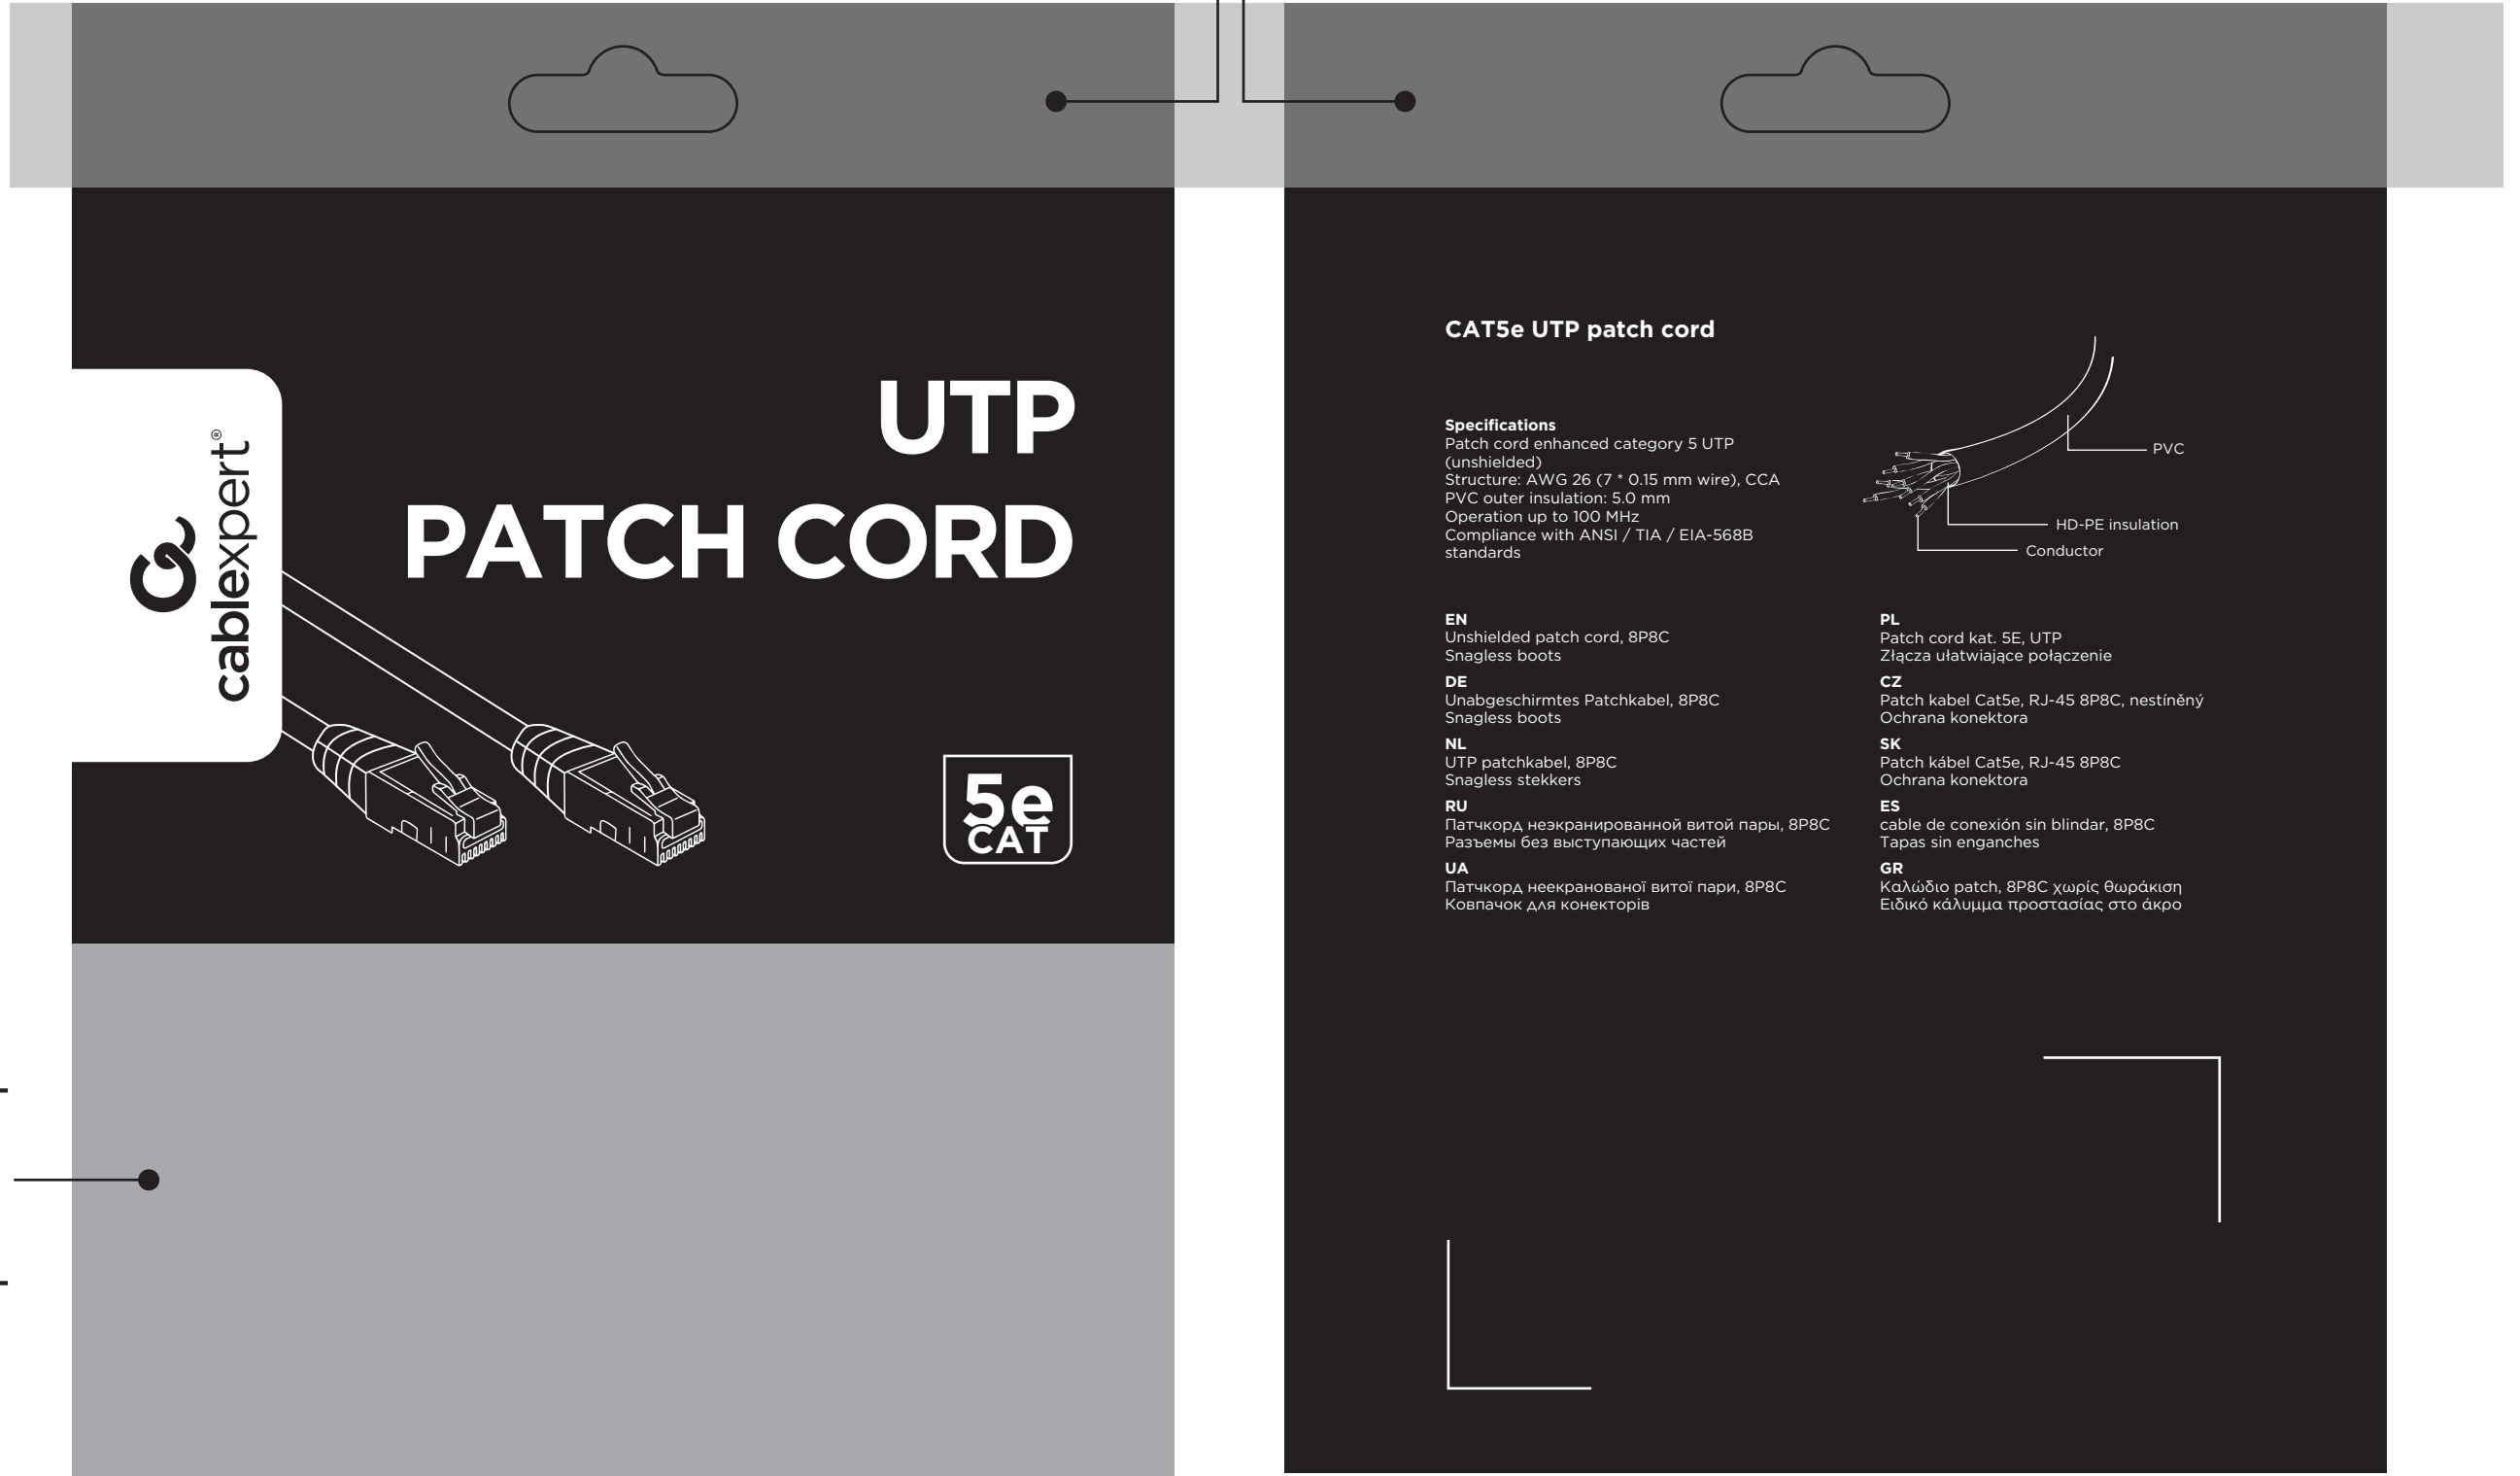 cablexpert®
UTP
PATCH CORD
5e
CAT
CAT5e UTP patch cord
Specifications
Patch cord enhanced category 5 UTP
(unshielded)
Structure: AWG 26 (7 * 0.15 mm wire), CCA
PVC outer insulation: 5.0 mm
Operation up to 100 MHz
Compliance with ANSI / TIA / EIA-568B
standards
PVC
HD-PE insulation
Conductor
EN
Unshielded patch cord, 8P8C
Snagless boots
DE
Unabgeschirmtes Patchkabel, 8P8C
Snagless boots
NL
UTP patchkabel, 8P8C
Snagless stekkers
RU
Патчкорд неэкранированной витой пары, 8P8C
Разъемы без выступающих частей
UA
Патчкорд неекранованої витої пари, 8P8C
Ковпачок для конекторів
PL
Patch cord kat. 5E, UTP
Złącza ułatwiające połączenie
CZ
Patch kabel Cat5e, RJ-45 8P8C, nestíněný
Ochrana konektora
SK
Patch kábel Cat5e, RJ-45 8P8C
Ochrana konektora
ES
cable de conexión sin blindar, 8P8C
Tapas sin enganches
GR
Καλώδιο patch, 8P8C χωρίς θωράκιση
Ειδικό κάλυμμα προστασίας στο άκρο